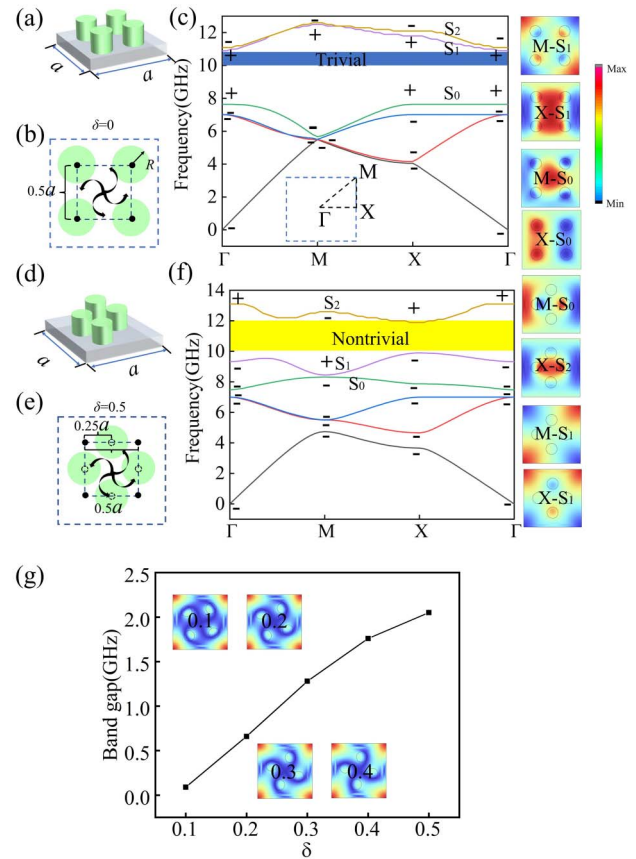 (a)
a
a
(b)
δ=0
R
0.5a
(c)
Frequency(GHz)
12
10
8
6
4
2
0
S2
S1
Trivial
S0
M
Γ
X
Γ
M
X
Γ
M-S1
X-S1
M-S0
X-S0
M-S0
X-S2
M-S1
X-S1
Max
Min
(d)
a
a
(e)
δ=0.5
0.25a
0.5a
(f)
Frequency(GHz)
14
12
10
8
6
4
2
0
S2
Nontrivial
S1
S0
Γ
M
X
Γ
(g)
Band gap(GHz)
2.5
2.0
1.5
1.0
0.5
0.0
0.1
0.2
0.3
0.4
0.1 0.2 0.3 0.4 0.5
δ